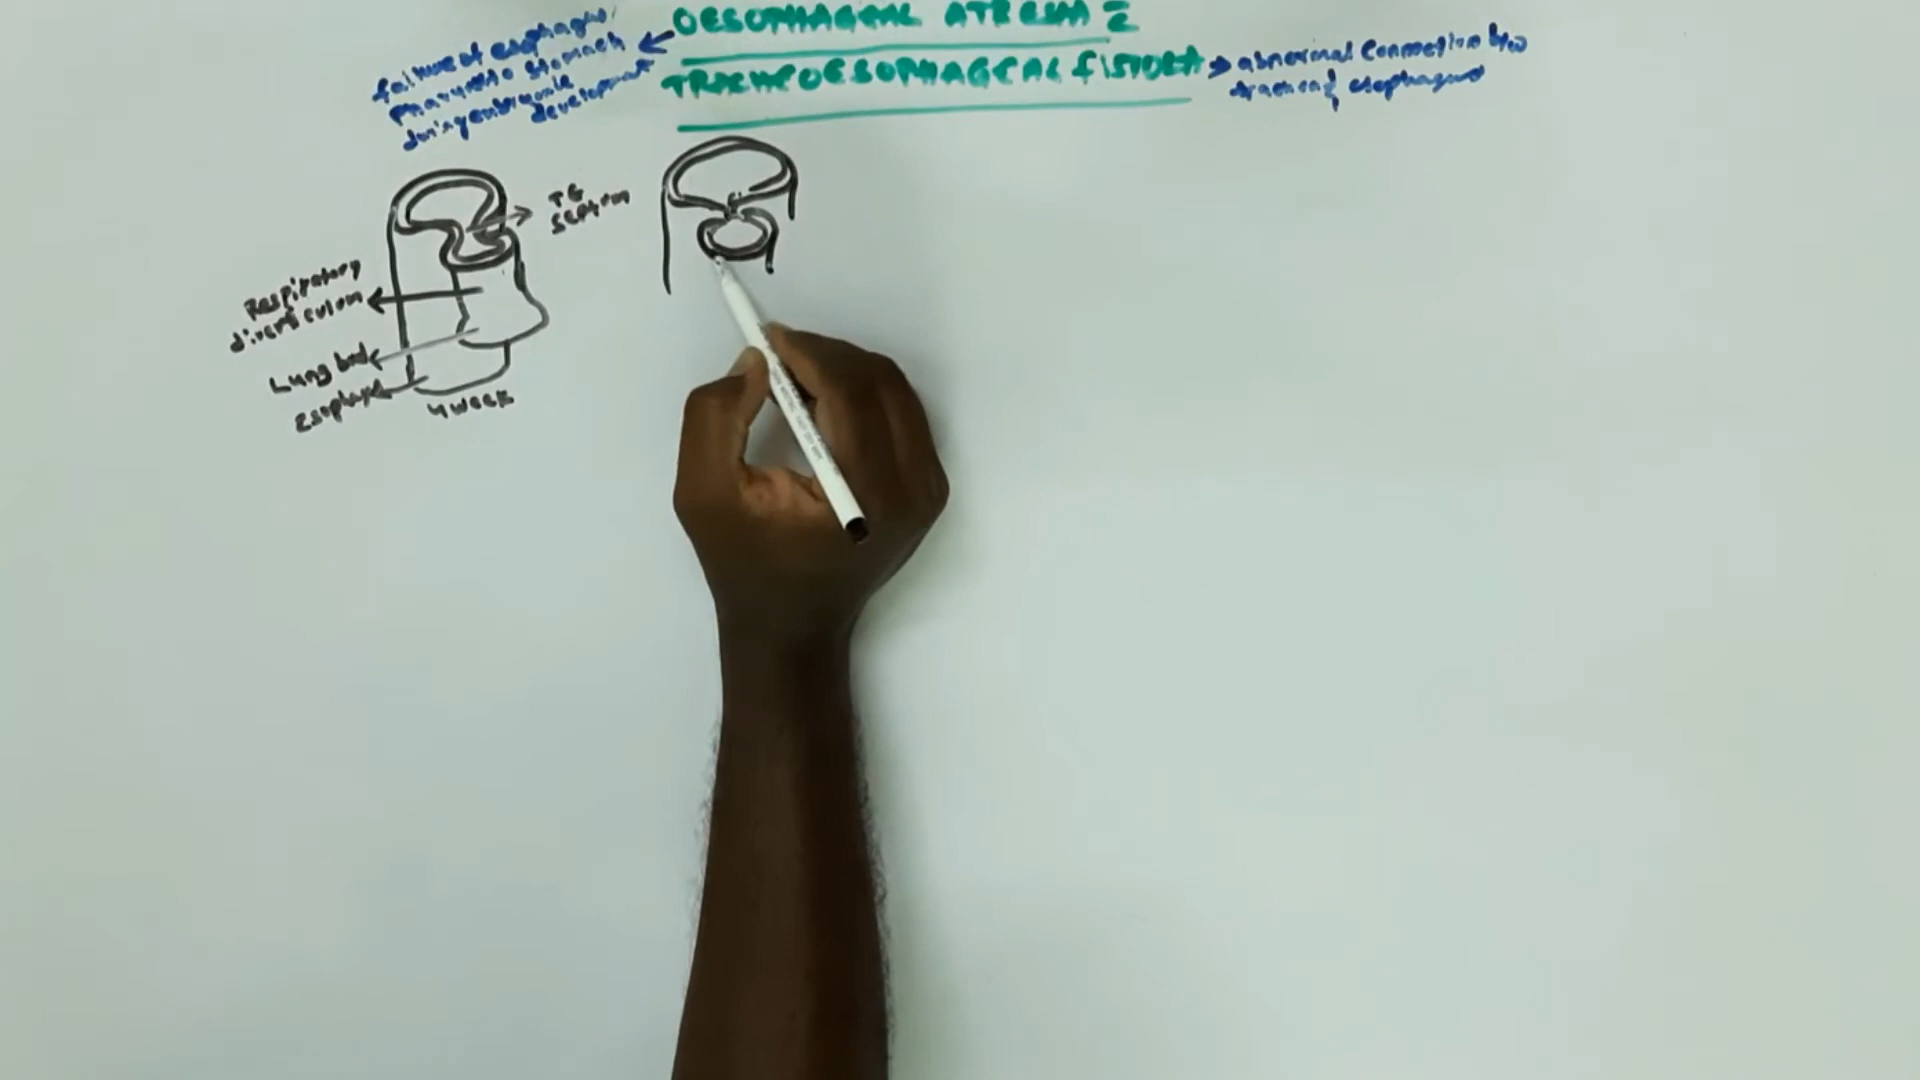 OESOPHAGEAL ATRESIA c̄
TRACHEOESOPHAGEAL fISTULA
failure of esophagus
Pharynx to stomach
during embryonic
development
abnormal connection b/w
trachea & esophagus
TE
Septum
Respiratory
diverticulum
Lung bud
Esophagus
4 week